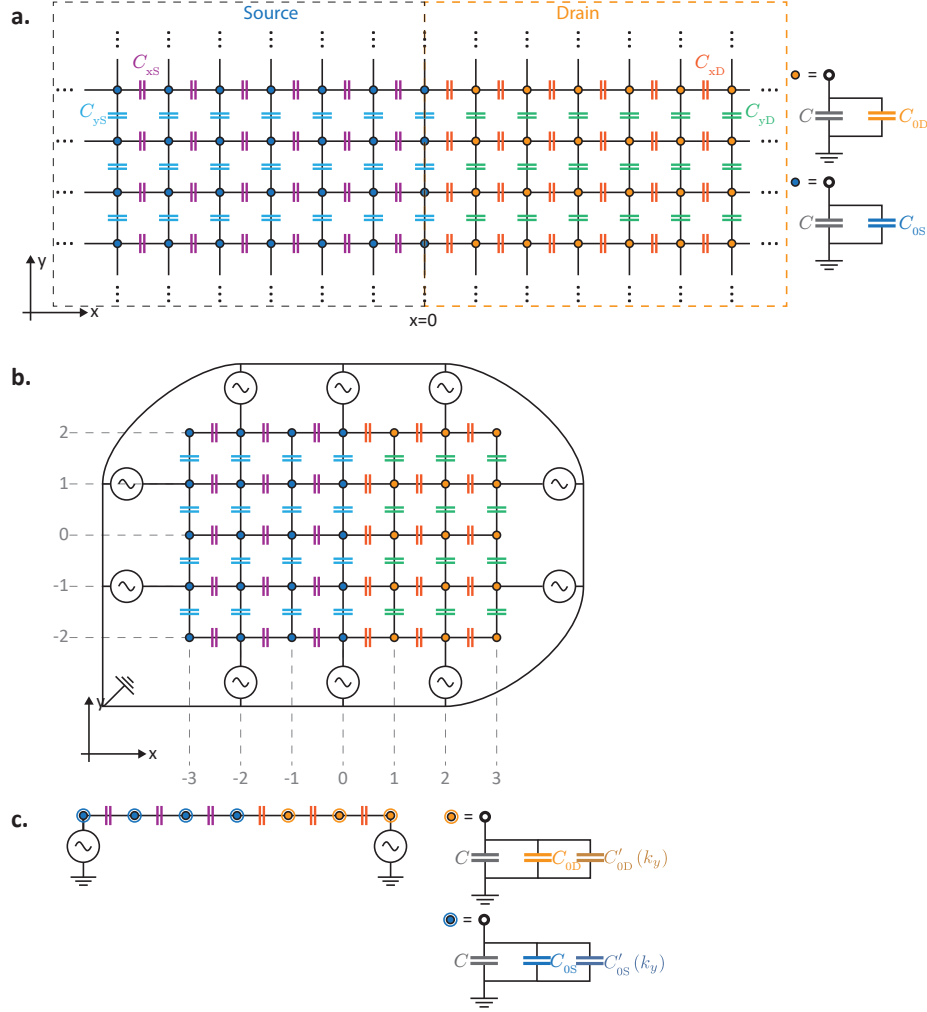 a.
Source
Drain
C_xS
C_xD
C_yS
C_yD
=
C
C_0D
=
C
C_0S
y
x
x=0
b.
2
1
0
-1
-2
y
x
-3
-2
-1
0
1
2
3
c.
=
C
C_0D
C′_0D (k_y)
=
C
C_0S
C′_0S (k_y)